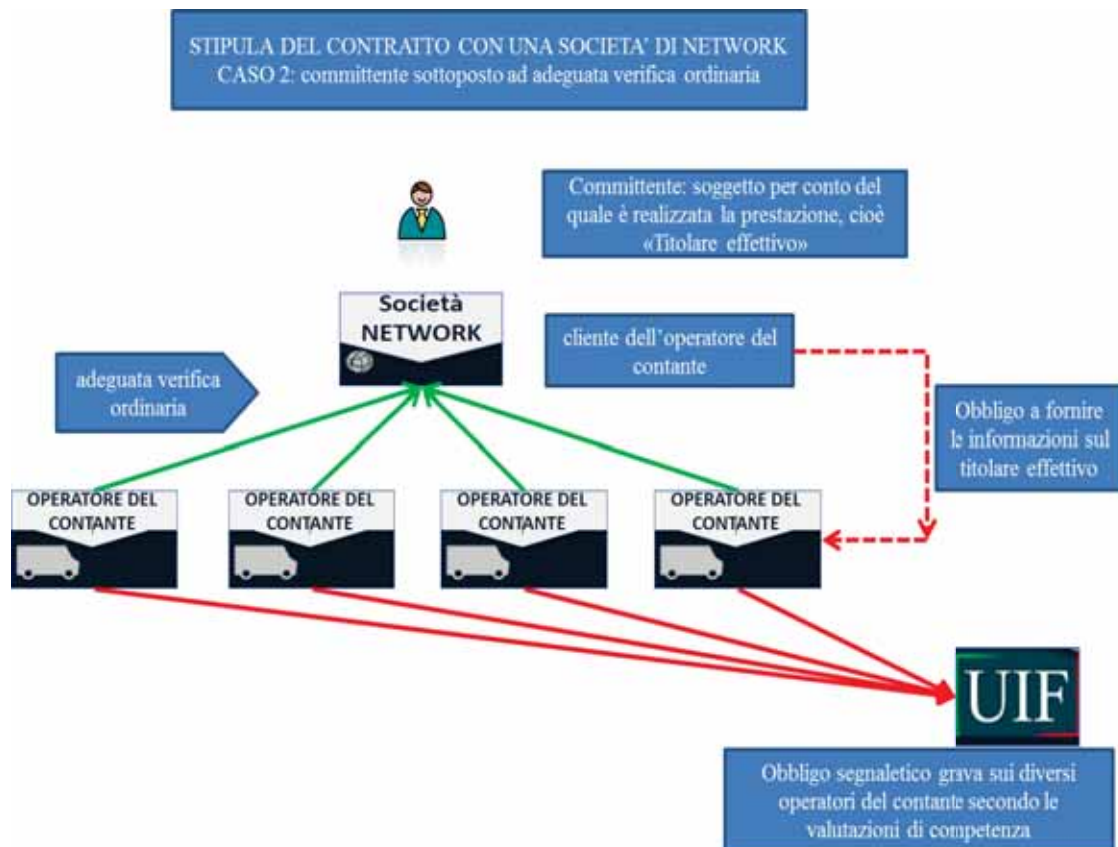 STIPULA DEL CONTRATTO CON UNA SOCIETA' DI NETWORK
CASO 2: committente sottoposto ad adeguata verifica ordinaria
Committente: soggetto per conto del
quale è realizzata la prestazione, cioè
«Titolare effettivo»
Società
NETWORK
cliente dell'operatore del
contante
adeguata verifica
ordinaria
Obbligo a fornire
le informazioni sul
titolare effettivo
OPERATORE DEL
CONTANTE
OPERATORE DEL
CONTANTE
OPERATORE DEL
CONTANTE
OPERATORE DEL
CONTANTE
UIF
Obbligo segnaletico grava sui diversi
operatori del contante secondo le
valutazioni di competenza